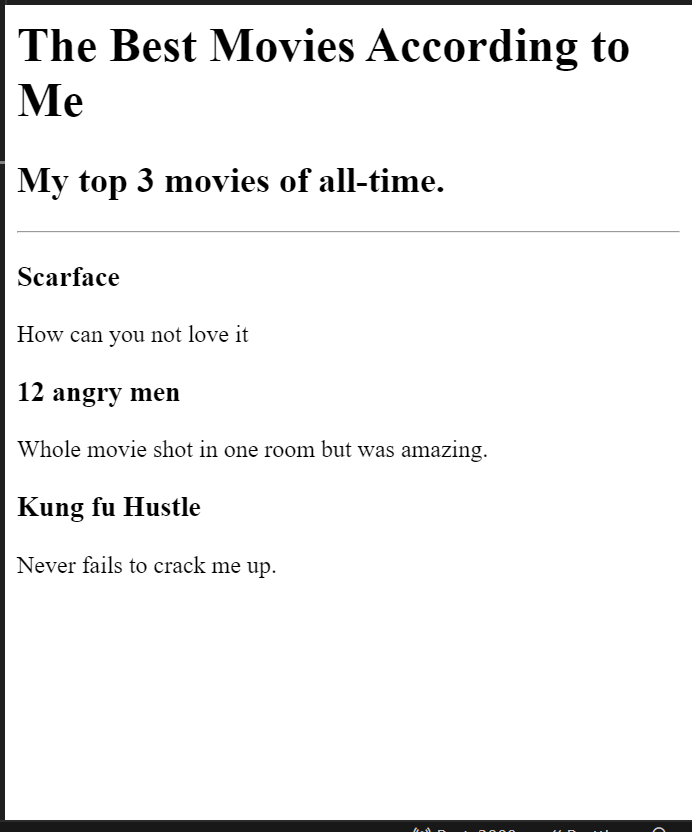 The Best Movies According to
Me
My top 3 movies of all-time.
Scarface
How can you not love it
12 angry men
Whole movie shot in one room but was amazing.
Kung fu Hustle
Never fails to crack me up.